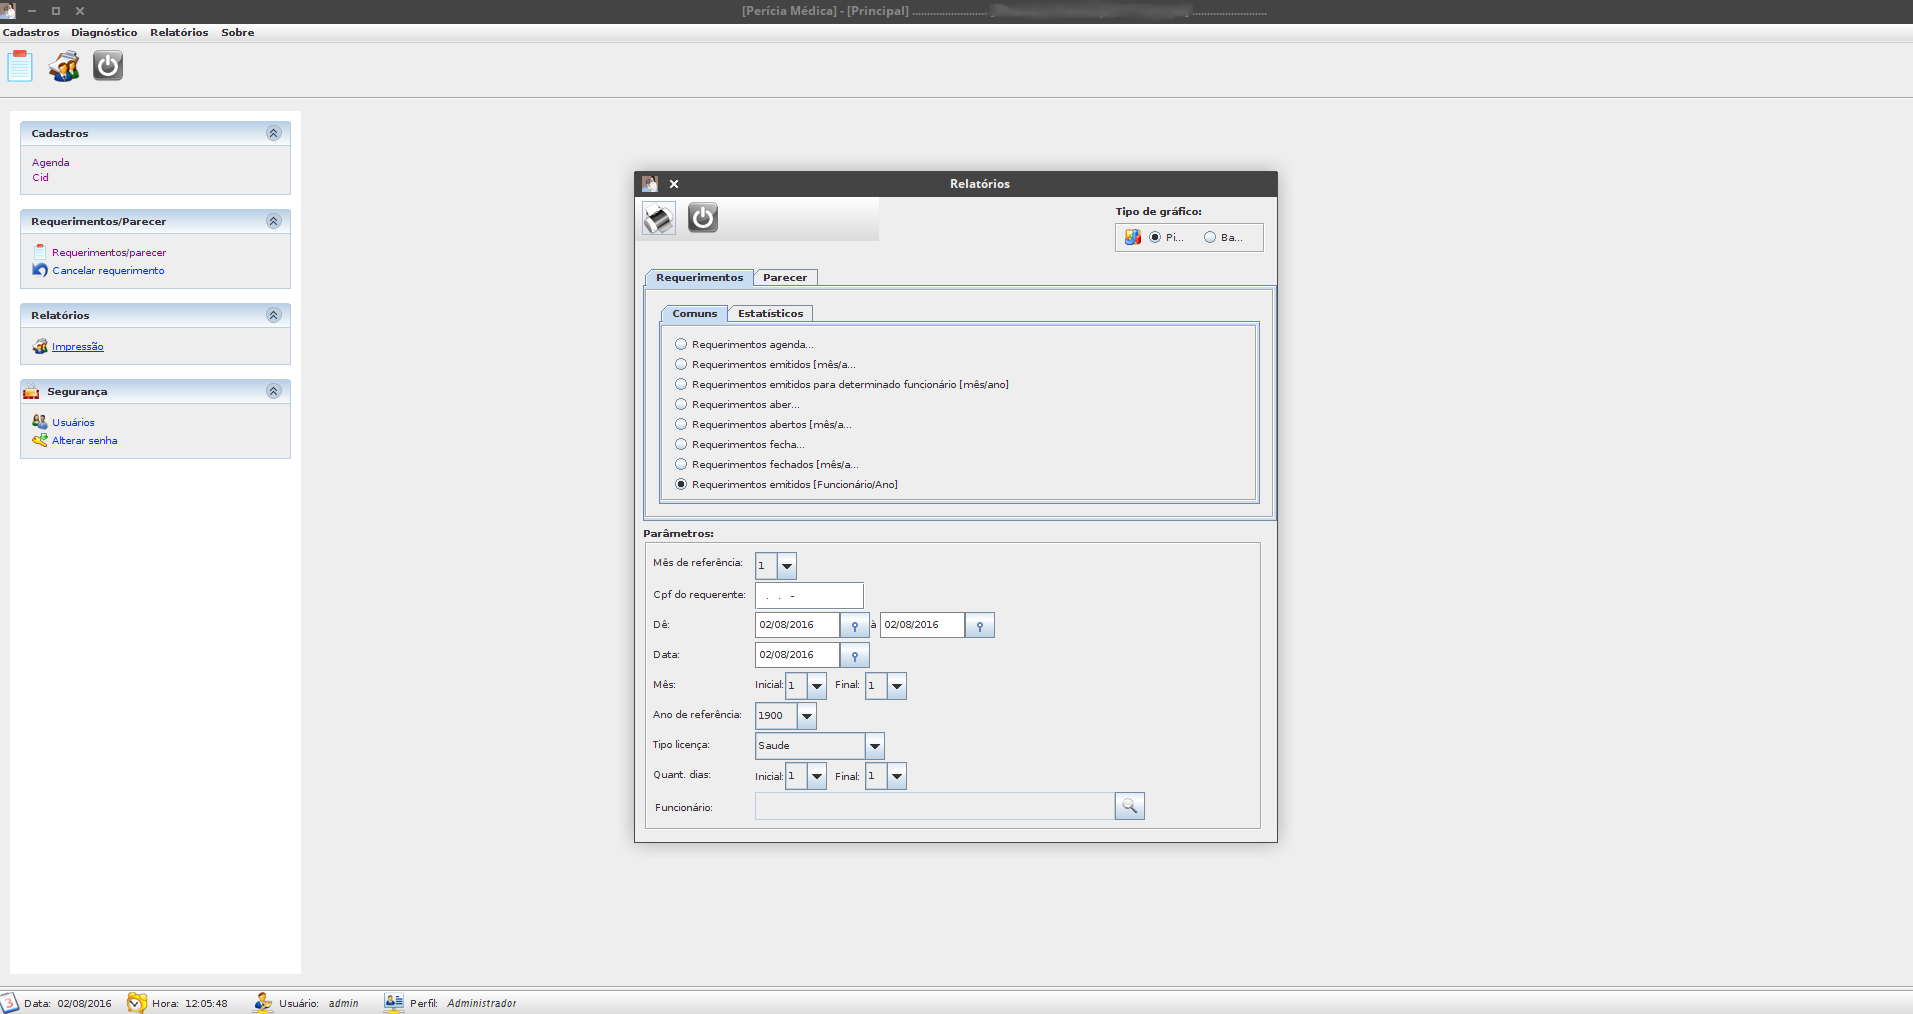 [Perícia Médica] - [Principal] ......................... .........................
Cadastros Diagnóstico Relatórios Sobre
Cadastros
Agenda
Cid
Requerimentos/Parecer
Requerimentos/parecer
Cancelar requerimento
Relatórios
Impressão
Segurança
Usuários
Alterar senha
Relatórios
Tipo de gráfico:
Pi... Ba...
Requerimentos Parecer
Comuns Estatísticos
Requerimentos agenda...
Requerimentos emitidos [mês/a...
Requerimentos emitidos para determinado funcionário [mês/ano]
Requerimentos aber...
Requerimentos abertos [mês/a...
Requerimentos fecha...
Requerimentos fechados [mês/a...
Requerimentos emitidos [Funcionário/Ano]
Parâmetros:
Mês de referência: 1
Cpf do requerente: . . -
Dê: 02/08/2016 à 02/08/2016
Data: 02/08/2016
Mês: Inicial: 1 Final: 1
Ano de referência: 1900
Tipo licença: Saude
Quant. dias: Inicial: 1 Final: 1
Funcionário:
3 Data: 02/08/2016 Hora: 12:05:48 Usuário: admin Perfil: Administrador